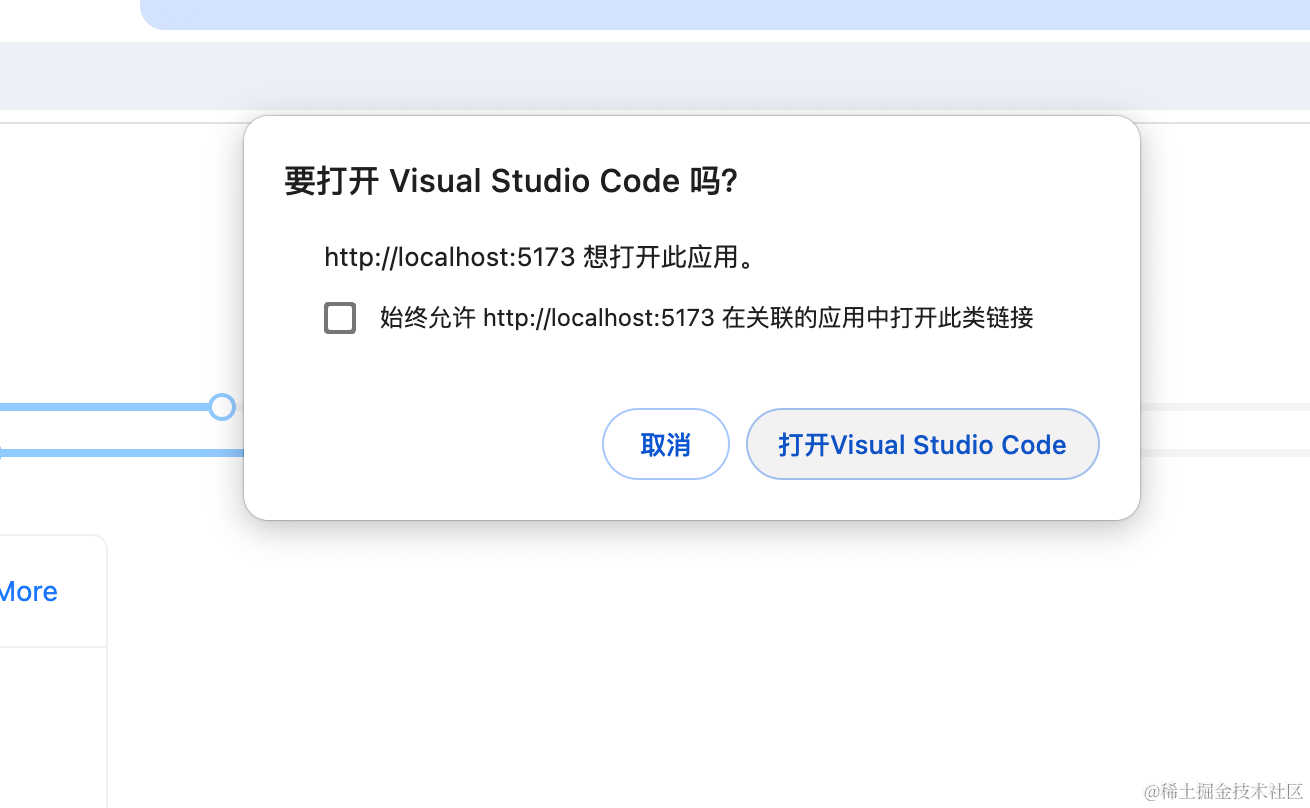 要打开 Visual Studio Code 吗?
http://localhost:5173 想打开此应用。
始终允许 http://localhost:5173 在关联的应用中打开此类链接
取消
打开Visual Studio Code
More
@稀土掘金技术社区